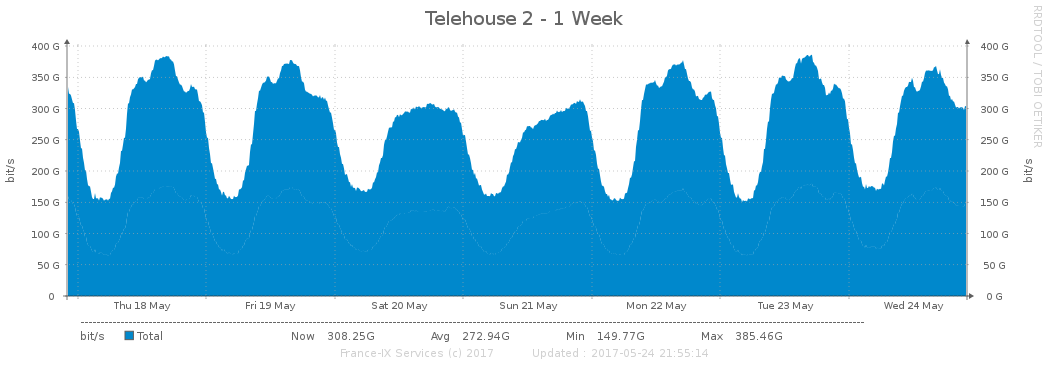 Telehouse 2 - 1 Week
RRDTOOL / TOBI OETIKER
400 G 400 G
350 G 350 G
300 G 300 G
250 G 250 G
200 G 200 G
150 G 150 G
100 G 100 G
50 G 50 G
0 0 G
bit/s bit/s
Thu 18 May Fri 19 May Sat 20 May Sun 21 May Mon 22 May Tue 23 May Wed 24 May
bit/s Total Now 308.25G Avg 272.94G Min 149.77G Max 385.46G
France-IX Services (c) 2017 Updated : 2017-05-24 21:55:14